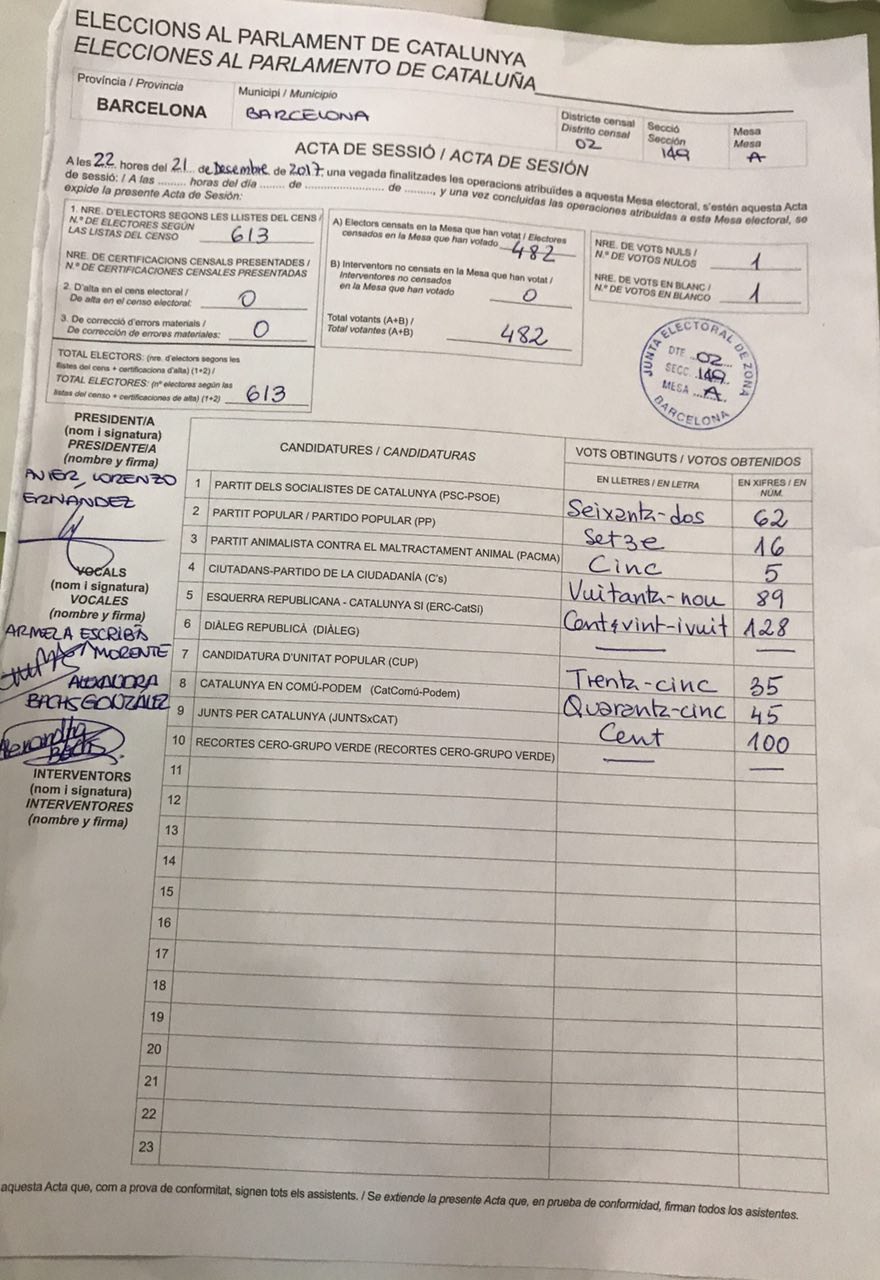 ELECCIONS AL PARLAMENT DE CATALUNYA
ELECCIONES AL PARLAMENTO DE CATALUÑA
Província / Provincia
BARCELONA
Municipi / Municipio
BARCELONA
Districte censal
Distrito censal
02
Secció
Sección
149
Mesa
Mesa
A
ACTA DE SESSIÓ / ACTA DE SESIÓN
A les 22 hores del 21 de Desembre de 2017, una vegada finalitzades les operacions atribuïdes a aquesta Mesa electoral, s'estén aquesta Acta
de sessió: / A las ......... horas del día ....... de ........................ de ........, y una vez concluidas las operaciones atribuidas a esta Mesa electoral, se
expide la presente Acta de Sesión:
1. NRE. D'ELECTORS SEGONS LES LLISTES DEL CENS /
N.º DE ELECTORES SEGÚN
LAS LISTAS DEL CENSO 613
NRE. DE CERTIFICACIONS CENSALS PRESENTADES /
N.º DE CERTIFICACIONES CENSALES PRESENTADAS
2. D'alta en el cens electoral /
De alta en el censo electoral: 0
3. De correcció d'errors materials /
De corrección de errores materiales: 0
TOTAL ELECTORS: (nre. d'electors segons les
llistes del cens + certificacions d'alta) (1+2) /
TOTAL ELECTORES: (nº electores según las
listas del censo + certificaciones de alta) (1+2) 613
A) Electors censats en la Mesa que han votat / Electores
censados en la Mesa que han votado 482
B) Interventors no censats en la Mesa que han votat /
Interventores no censados
en la Mesa que han votado 0
Total votants (A+B) /
Total votantes (A+B) 482
NRE. DE VOTS NULS /
N.º DE VOTOS NULOS 1
NRE. DE VOTS EN BLANC /
N.º DE VOTOS EN BLANCO 1
JUNTA ELECTORAL DE ZONA
DTE. 02
SECC. 149
MESA A
BARCELONA
PRESIDENT/A
(nom i signatura)
PRESIDENTE/A
(nombre y firma)
AVIER LORENZO
ERNANDEZ
VOCALS
(nom i signatura)
VOCALES
(nombre y firma)
ARMELA ESCRIBÀ
MORENTE
ALEXANDRA
BACHS GONZÁLEZ
INTERVENTORS
(nom i signatura)
INTERVENTORES
(nombre y firma)
CANDIDATURES / CANDIDATURAS
VOTS OBTINGUTS / VOTOS OBTENIDOS
EN LLETRES / EN LETRA
EN XIFRES / EN NÚM.
1 PARTIT DELS SOCIALISTES DE CATALUNYA (PSC-PSOE) Seixanta-dos 62
2 PARTIT POPULAR / PARTIDO POPULAR (PP) Setze 16
3 PARTIT ANIMALISTA CONTRA EL MALTRACTAMENT ANIMAL (PACMA) Cinc 5
4 CIUTADANS-PARTIDO DE LA CIUDADANÍA (C's) Vuitanta-nou 89
5 ESQUERRA REPUBLICANA - CATALUNYA SI (ERC-CatSí) Cent vint-i vuit 128
6 DIÀLEG REPUBLICÀ (DIÀLEG) — —
7 CANDIDATURA D'UNITAT POPULAR (CUP) Trenta-cinc 35
8 CATALUNYA EN COMÚ-PODEM (CatComú-Podem) Quaranta-cinc 45
9 JUNTS PER CATALUNYA (JUNTSxCAT) Cent 100
10 RECORTES CERO-GRUPO VERDE (RECORTES CERO-GRUPO VERDE) — —
11
12
13
14
15
16
17
18
19
20
21
22
23
aquesta Acta que, com a prova de conformitat, signen tots els assistents. / Se extiende la presente Acta que, en prueba de conformidad, firman todos los asistentes.